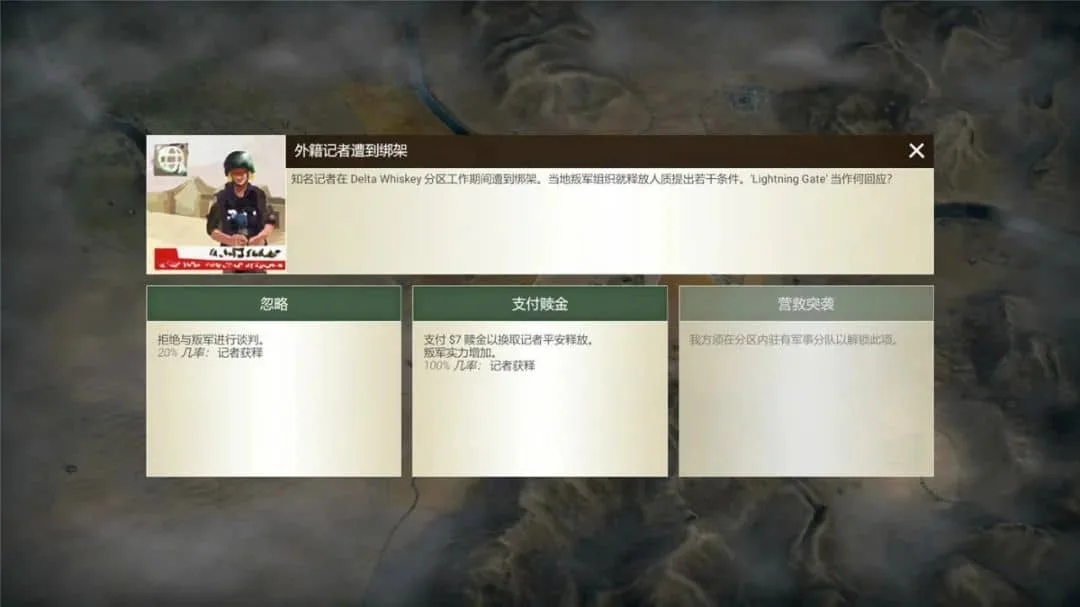 外籍记者遭到绑架
知名记者在 Delta Whiskey 分区工作期间遭到绑架。当地叛军组织就释放人质提出若干条件。'Lightning Gate' 当作何回应?
忽略
拒绝与叛军进行谈判。
20% 几率： 记者获释
支付赎金
支付 $7 赎金以换取记者平安释放。
叛军实力增加。
100% 几率： 记者获释
营救突袭
我方须在分区内驻有军事分队以解锁此项。